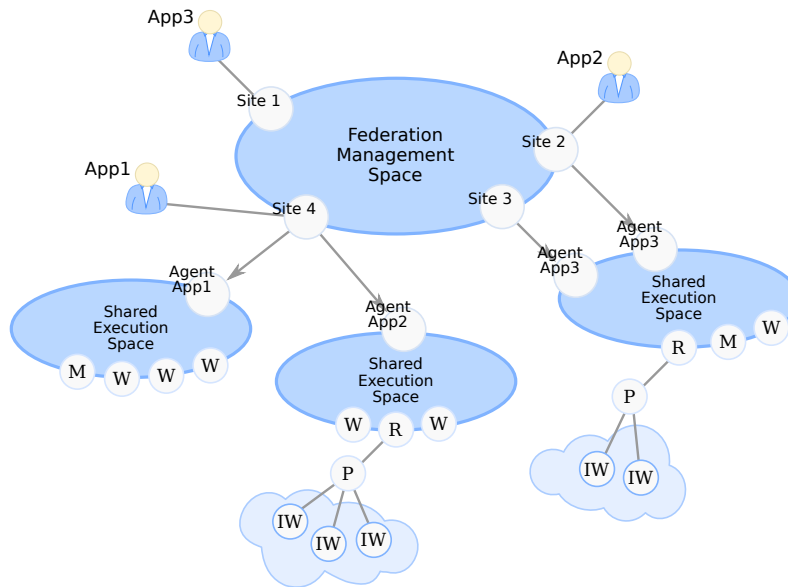 App3
App2
Site 1
Federation
Management
Space
Site 2
App1
Site 3
Site 4
Agent
App3
Agent
App3
Agent
App1
Shared
Execution
Space
Shared
Execution
Space
Agent
App2
M
W
W
W
Shared
Execution
Space
R
M
W
W
R
W
P
P
IW
IW
IW
IW
IW